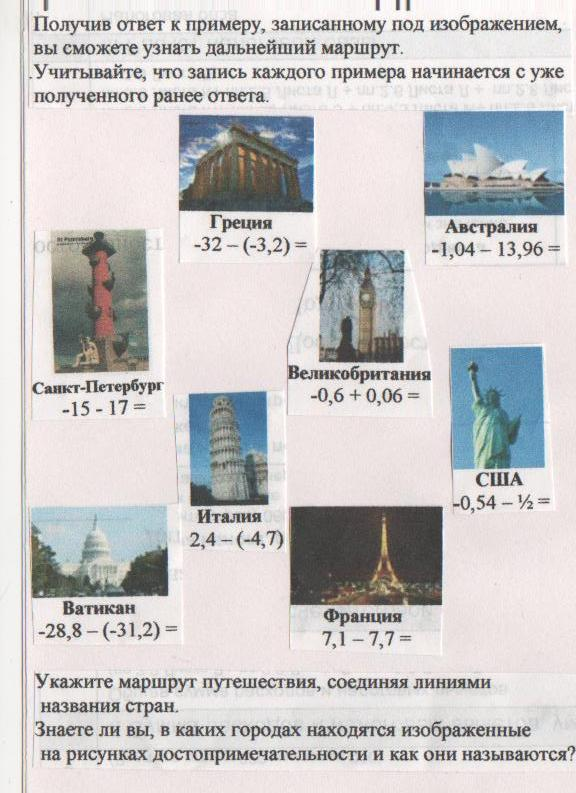 Получив ответ к примеру, записанному под изображением,
вы сможете узнать дальнейший маршрут.
.Учитывайте, что запись каждого примера начинается с уже
полученного ранее ответа.
Греция
-32 – (-3,2) =
Австралия
-1,04 – 13,96 =
St Petersburg
Санкт-Петербург
-15 - 17 =
Великобритания
-0,6 + 0,06 =
США
-0,54 – ½ =
Италия
2,4 – (-4,7)
Ватикан
-28,8 – (-31,2) =
Франция
7,1 – 7,7 =
Укажите маршрут путешествия, соединяя линиями
названия стран.
Знаете ли вы, в каких городах находятся изображенные
на рисунках достопримечательности и как они называются?